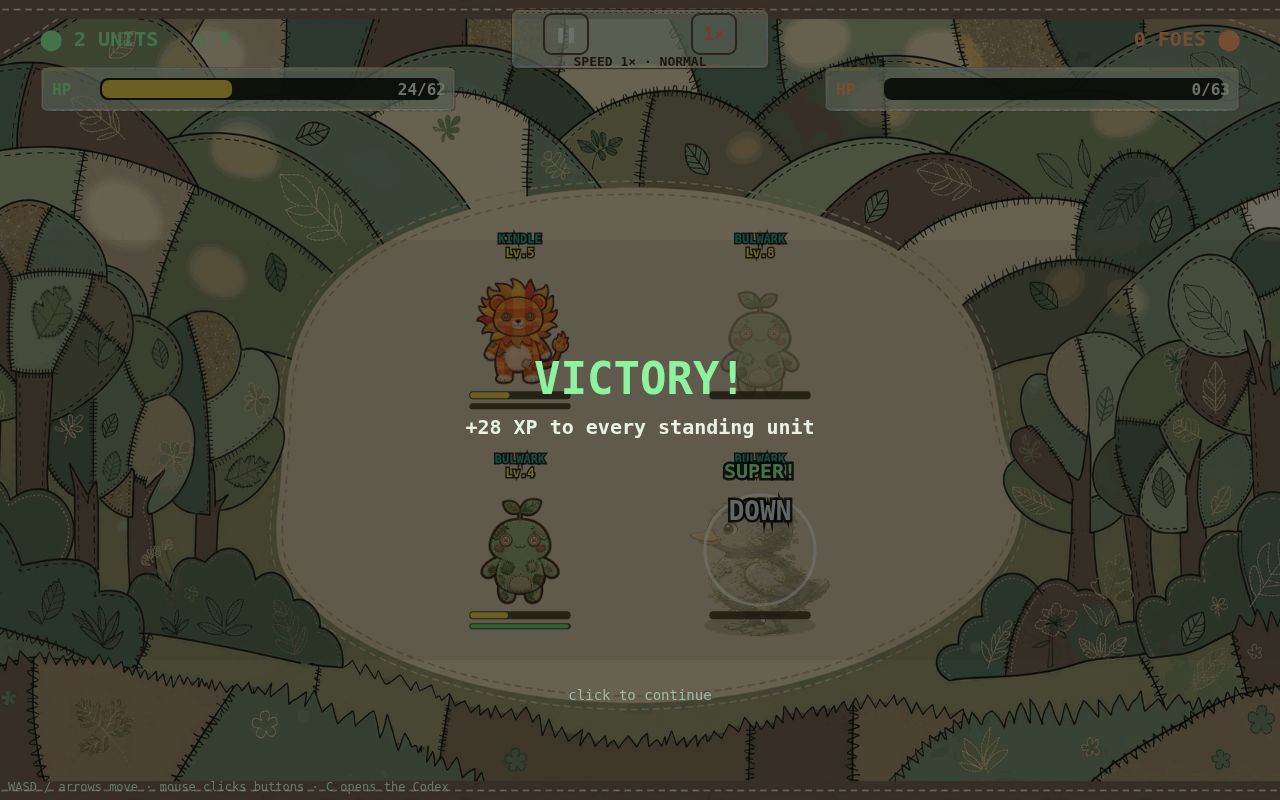 2 UNITS
0 FOES
1×
SPEED 1× · NORMAL
HP 24/62
HP 0/63
KINDLE
Lv.5
BULWARK
Lv.8
VICTORY!
+28 XP to every standing unit
BULWARK
Lv.4
BULWARK
SUPER!
DOWN
click to continue
WASD / arrows move · mouse clicks buttons · C opens the Codex